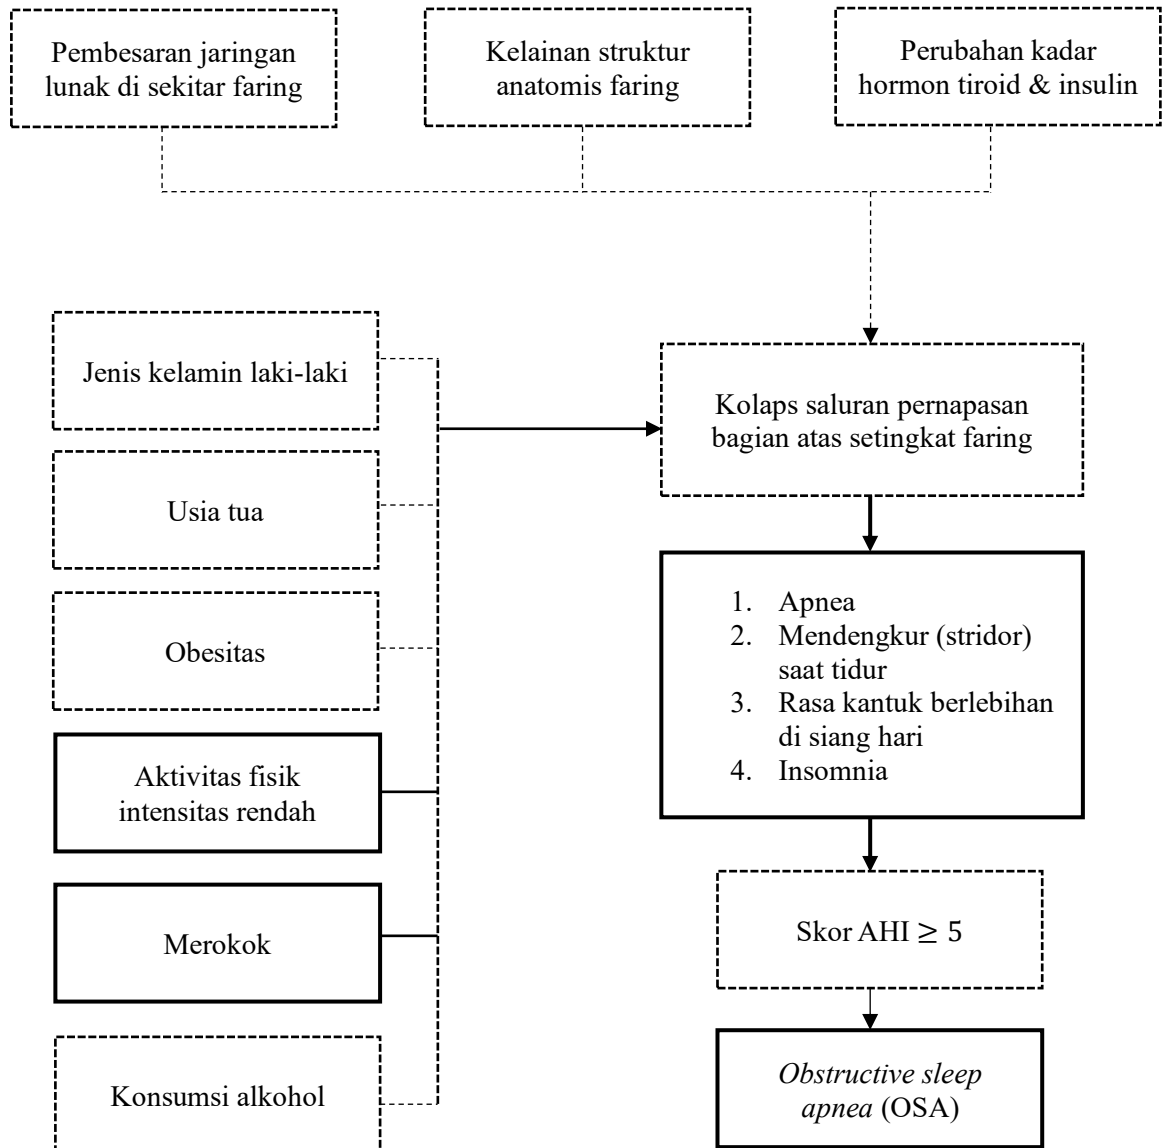 Pembesaran jaringan
lunak di sekitar faring
Kelainan struktur
anatomis faring
Perubahan kadar
hormon tiroid & insulin
Jenis kelamin laki-laki
Usia tua
Obesitas
Aktivitas fisik
intensitas rendah
Merokok
Konsumsi alkohol
Kolaps saluran pernapasan
bagian atas setingkat faring
1. Apnea
2. Mendengkur (stridor)
saat tidur
3. Rasa kantuk berlebihan
di siang hari
4. Insomnia
Skor AHI ≥ 5
Obstructive sleep
apnea (OSA)